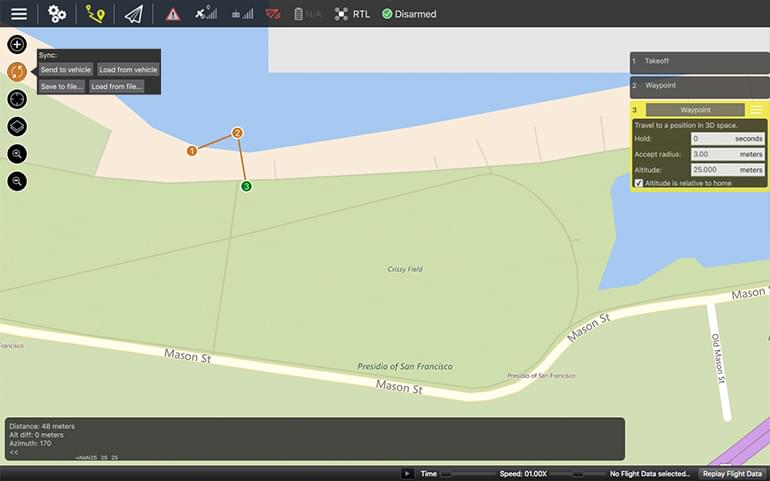 N/A
RTL
Disarmed
Sync:
Send to vehicle
Load from vehicle
Save to file...
Load from file...
1 Takeoff
2 Waypoint
3 Waypoint
Travel to a position in 3D space.
Hold: 0 seconds
Accept radius: 3.00 meters
Altitude: 25.000 meters
Altitude is relative to home
1
2
3
Crissy Field
Mason St
Mason St
Old Mason St
Francisco
Mason St
Presidio of San Francisco
Presidio of San Francisco
Mason St
Distance: 48 meters
Alt diff: 0 meters
Azimuth: 170
<<
Time
Speed: 01.00X
No Flight Data selected..
Replay Flight Data